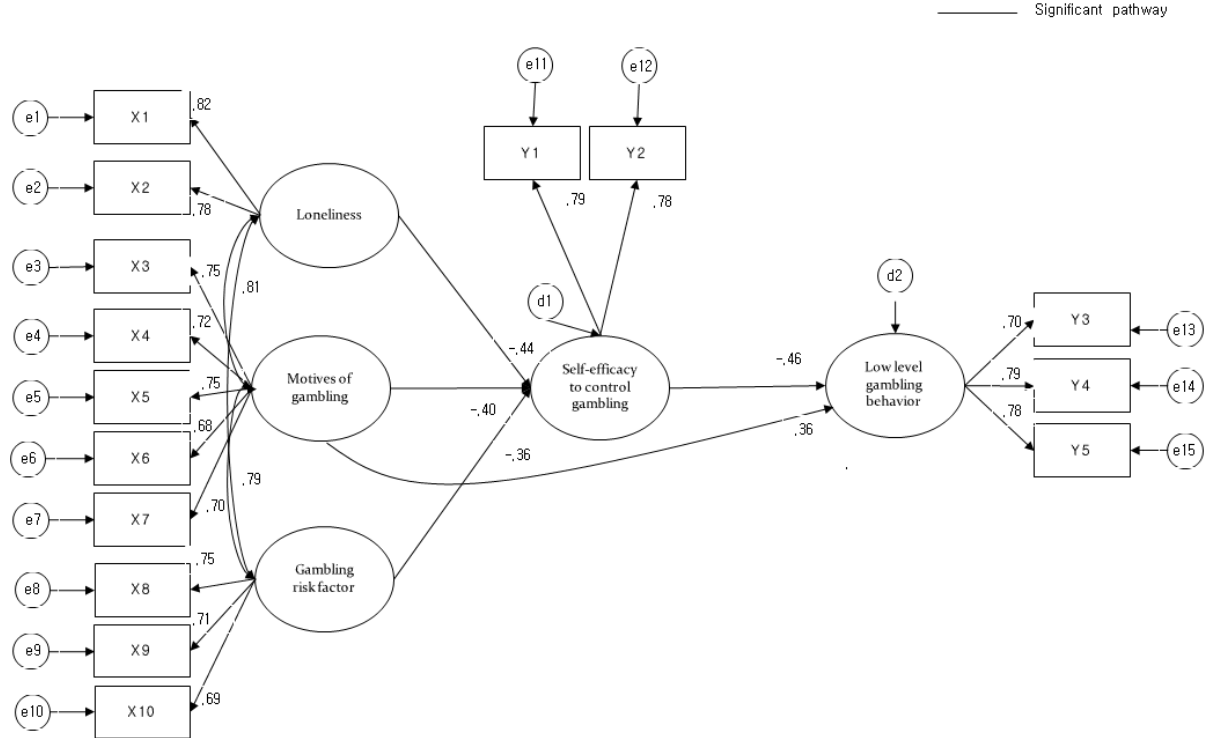 Significant pathway
e11
e12
e1
X1
.82
Y1
Y2
e2
X2
.78
.79
.78
Loneliness
e3
X3
.75
.81
d1
d2
e4
X4
.72
-.44
.70
Y3
e13
Motives of
gambling
Self-efficacy
to control
gambling
-.46
Low level
gambling
behavior
e5
X5
.75
-.40
.79
Y4
e14
e6
X6
.68
-.36
.36
.78
Y5
e15
.79
e7
X7
.70
.75
e8
X8
Gambling
risk factor
.71
e9
X9
.69
e10
X10